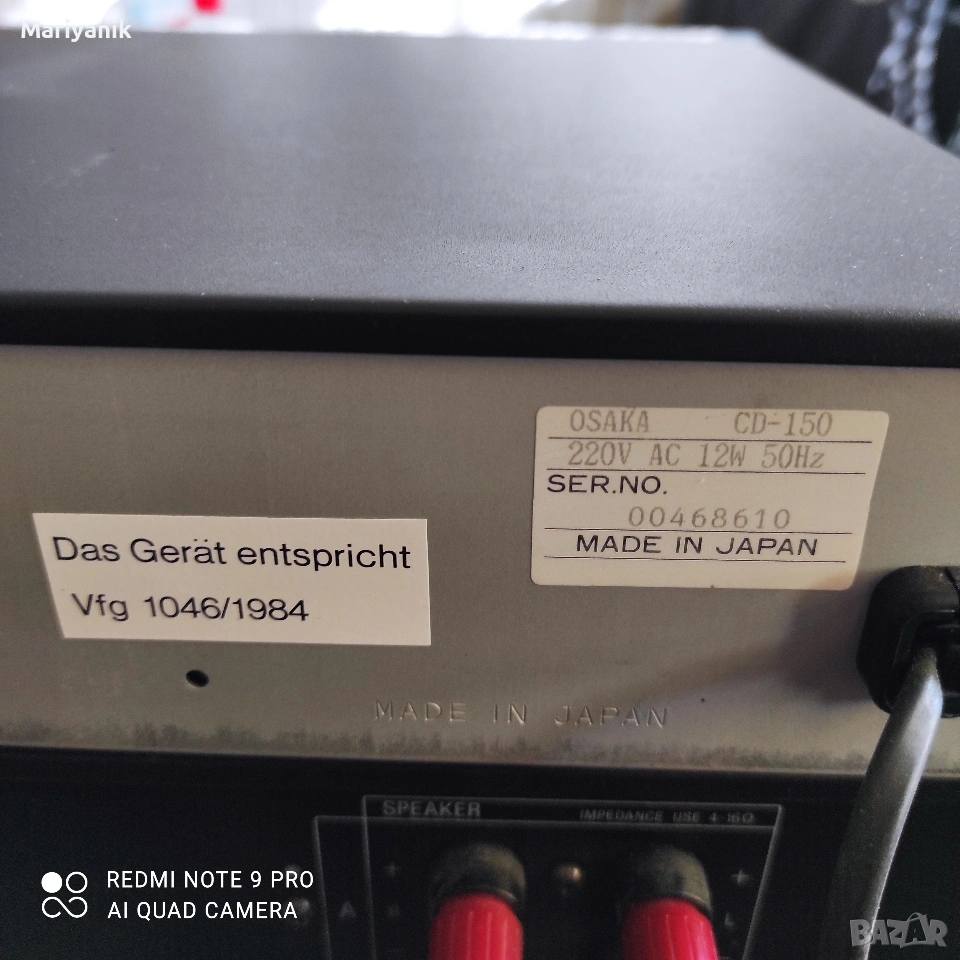 Mariyanik
OSAKA CD-150
220V AC 12W 50Hz
SER.NO.
00468610
MADE IN JAPAN
Das Gerät entspricht
Vfg 1046/1984
MADE IN JAPAN
SPEAKER IMPEDANCE USE 4-16Ω
+ +
REDMI NOTE 9 PRO
AI QUAD CAMERA
BAZAR